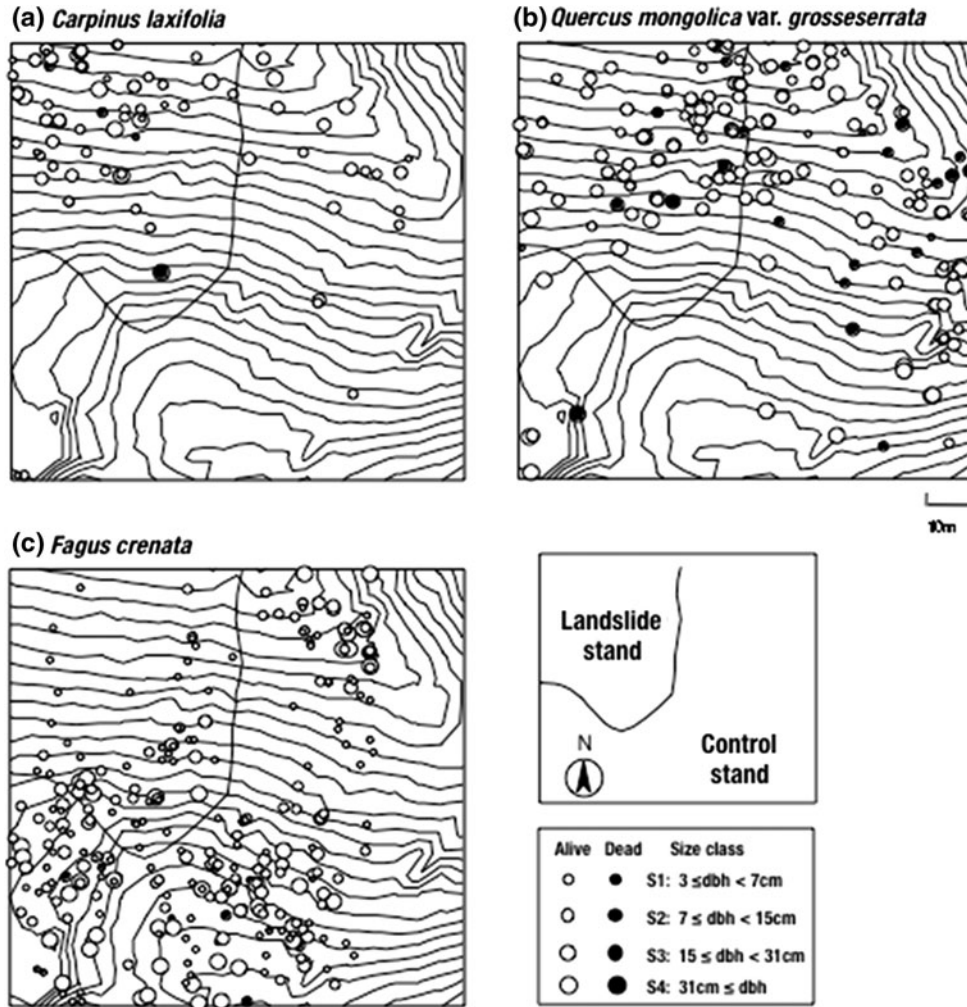 (a) Carpinus laxifolia
(b) Quercus mongolica var. grosseserrata
10m
(c) Fagus crenata
Landslide
stand
N
Control
stand
Alive Dead Size class
S1: 3 ≤dbh < 7cm
S2: 7 ≤ dbh < 15cm
S3: 15 ≤ dbh < 31cm
S4: 31cm ≤ dbh